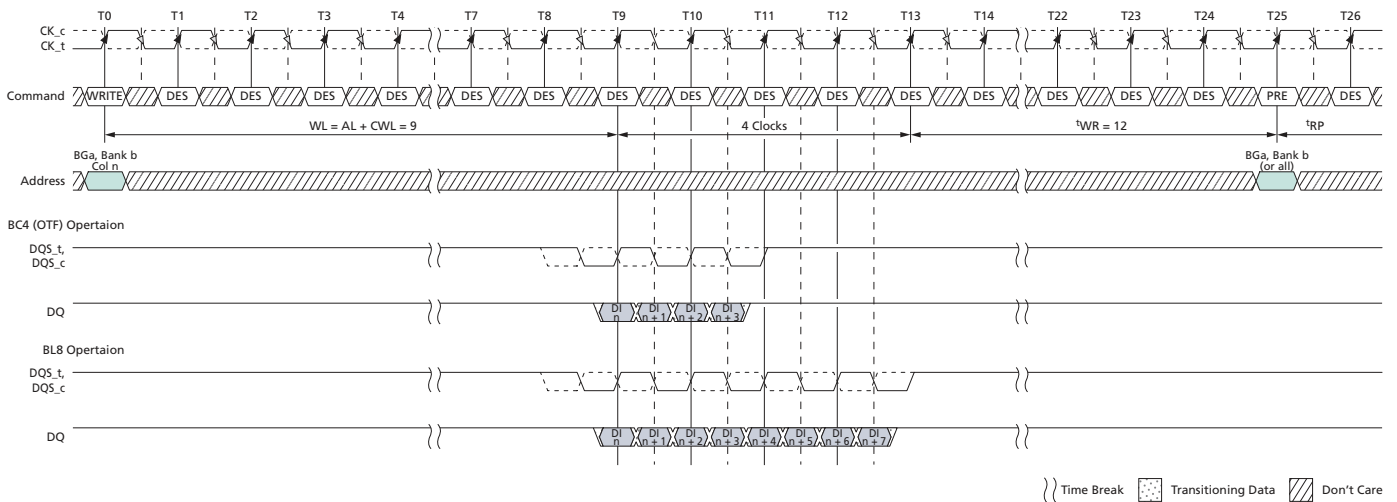 T0 T1 T2 T3 T4 T7 T8 T9 T10 T11 T12 T13 T14 T22 T23 T24 T25 T26
CK_c
CK_t
Command WRITE DES DES DES DES DES DES DES DES DES DES DES DES DES DES DES PRE DES
WL = AL + CWL = 9 4 Clocks tWR = 12 tRP
BGa, Bank b
Col n
BGa, Bank b
(or all)
Address
BC4 (OTF) Opertaion
DQS_t,
DQS_c
DQ
DI
n
DI
n + 1
DI
n + 2
DI
n + 3
BL8 Opertaion
DQS_t,
DQS_c
DQ
DI
n
DI
n + 1
DI
n + 2
DI
n + 3
DI
n + 4
DI
n + 5
DI
n + 6
DI
n + 7
Time Break Transitioning Data Don't Care